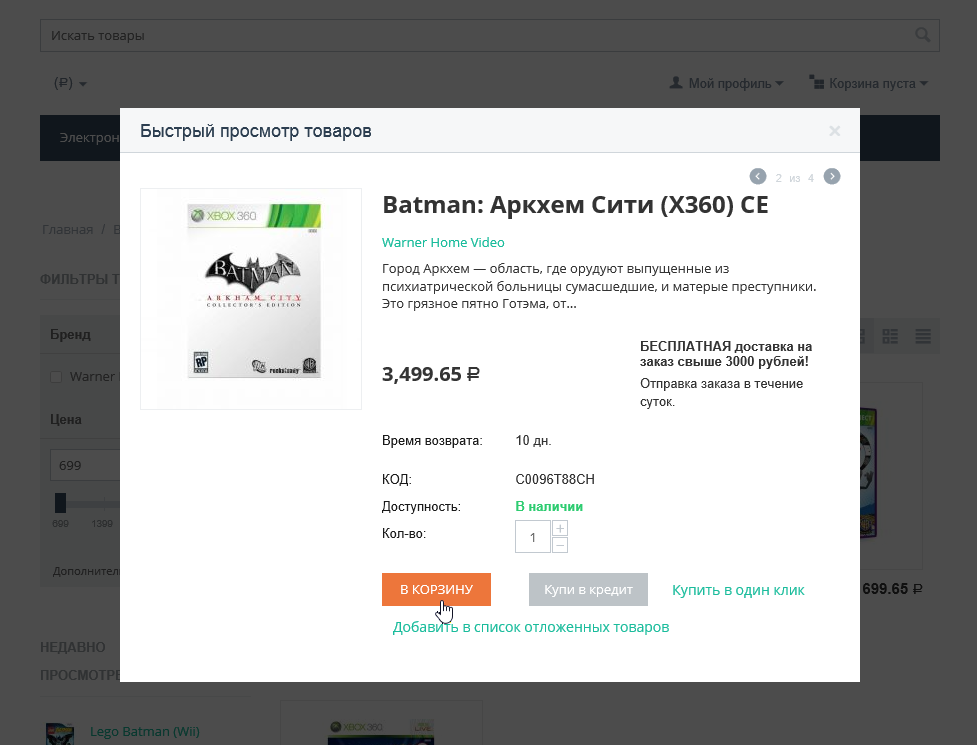 Искать товары
(₽)
Мой профиль
Корзина пуста
Электрон
Быстрый просмотр товаров
×
2 из 4
XBOX 360
BATMAN
ARKHAM CITY
COLLECTOR'S EDITION
RP
rocksteady
Batman: Аркхем Сити (X360) CE
Warner Home Video
Город Аркхем — область, где орудуют выпущенные из
психиатрической больницы сумасшедшие, и матерые преступники.
Это грязное пятно Готэма, от...
3,499.65 ₽
БЕСПЛАТНАЯ доставка на
заказ свыше 3000 рублей!
Отправка заказа в течение
суток.
Время возврата: 10 дн.
КОД: C0096T88CH
Доступность: В наличии
Кол-во: 1 + −
В КОРЗИНУ
Купи в кредит
Купить в один клик
Добавить в список отложенных товаров
Главная /
ФИЛЬТРЫ Т
Бренд
Warner
Цена
699
699 1399
Дополнител
699.65 ₽
НЕДАВНО
ПРОСМОТРЕ
Lego Batman (Wii)
XBOX 360